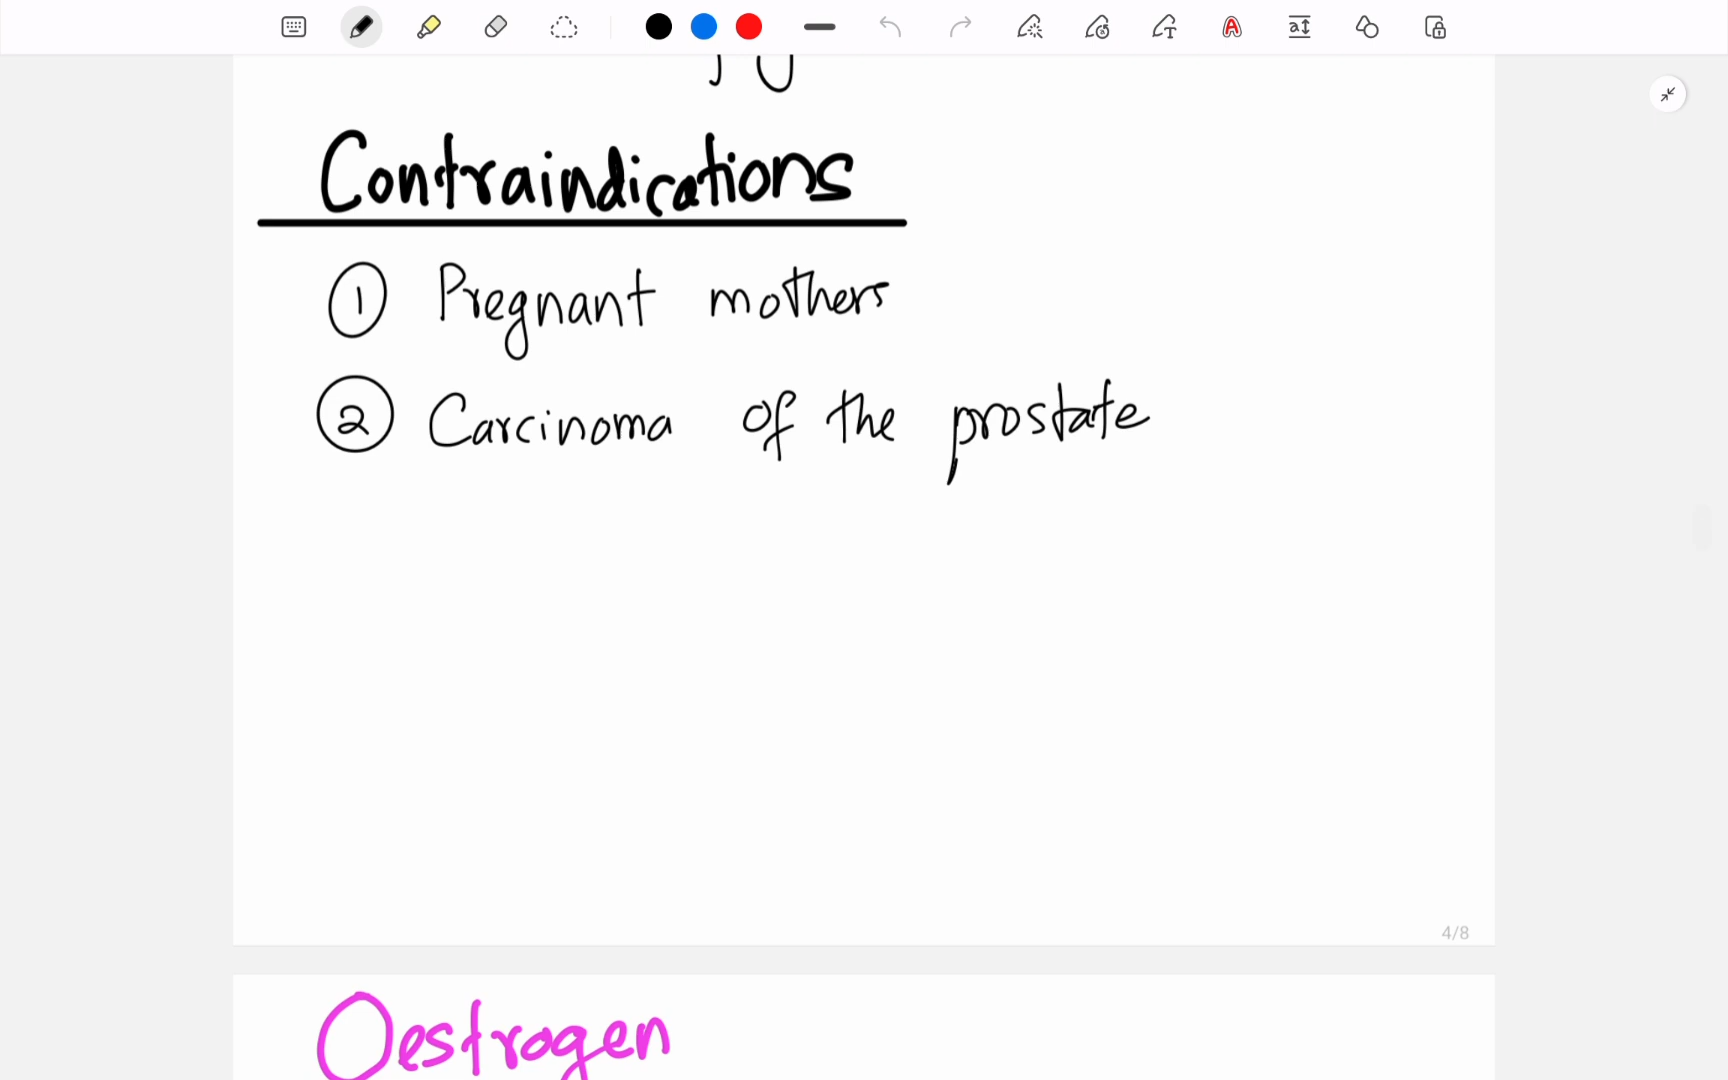 Contraindications
① Pregnant mothers
② Carcinoma of the prostate
4/8
Oestrogen